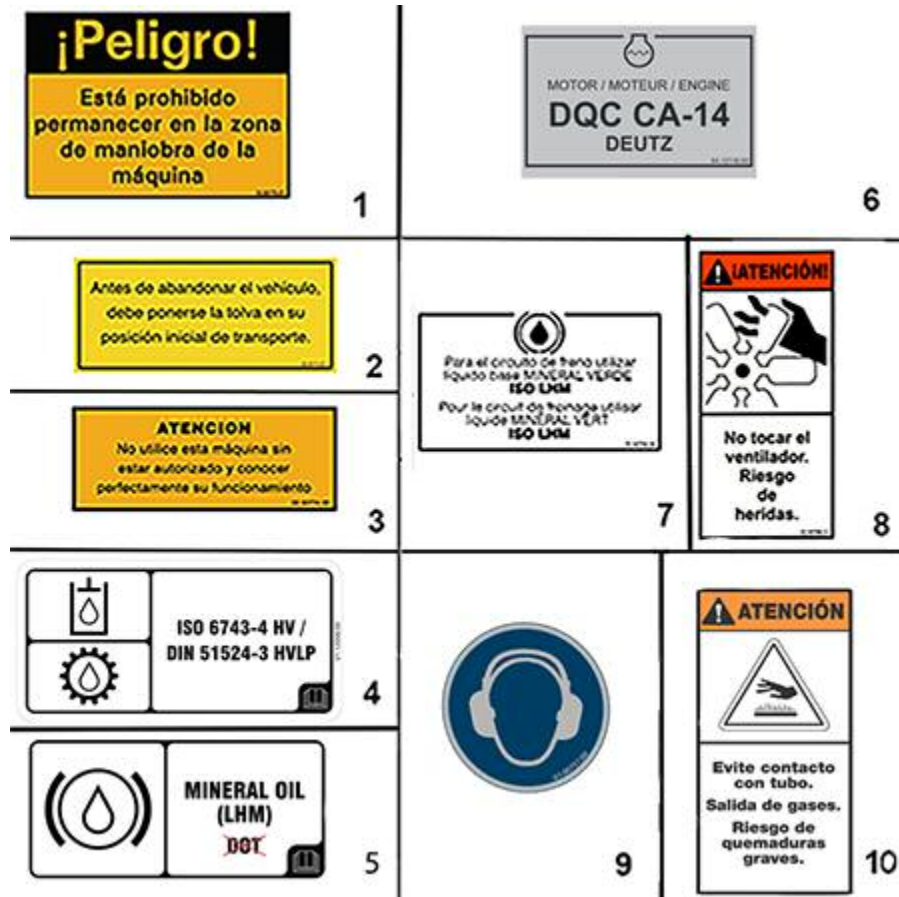 ¡Peligro!
Está prohibido
permanecer en la zona
de maniobra de la
máquina
1
MOTOR / MOTEUR / ENGINE
DQC CA-14
DEUTZ
6
Antes de abandonar el vehículo,
debe ponerse la tolva en su
posición inicial de transporte.
2
ATENCION
No utilice esta máquina sin
estar autorizado y conocer
perfectamente su funcionamiento
3
Para el circuito de freno utilizar
líquido base MINERAL VERDE
ISO LHM
Pour le circuit de freinage utiliser
liquide MINERAL VERT
ISO LHM
7
¡ATENCIÓN!
No tocar el
ventilador.
Riesgo
de
heridas.
8
ISO 6743-4 HV /
DIN 51524-3 HVLP
4
MINERAL OIL
(LHM)
DOT
5
9
ATENCIÓN
Evite contacto
con tubo.
Salida de gases.
Riesgo de
quemaduras
graves.
10